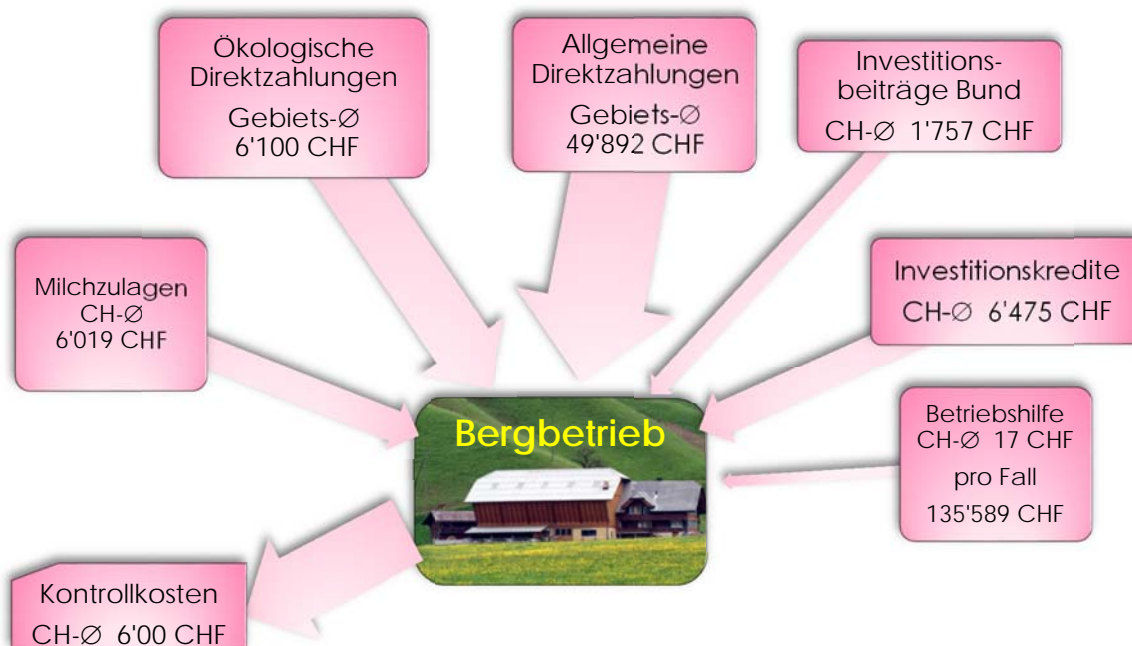 Ökologische
Direktzahlungen
Gebiets-Ø
6'100 CHF
Allgemeine
Direktzahlungen
Gebiets-Ø
49'892 CHF
Investitions-
beiträge Bund
CH-Ø 1'757 CHF
Milchzulagen
CH-Ø
6'019 CHF
Investitionskredite
CH-Ø 6'475 CHF
Bergbetrieb
Betriebshilfe
CH-Ø 17 CHF
pro Fall
135'589 CHF
Kontrollkosten
CH-Ø 6'00 CHF